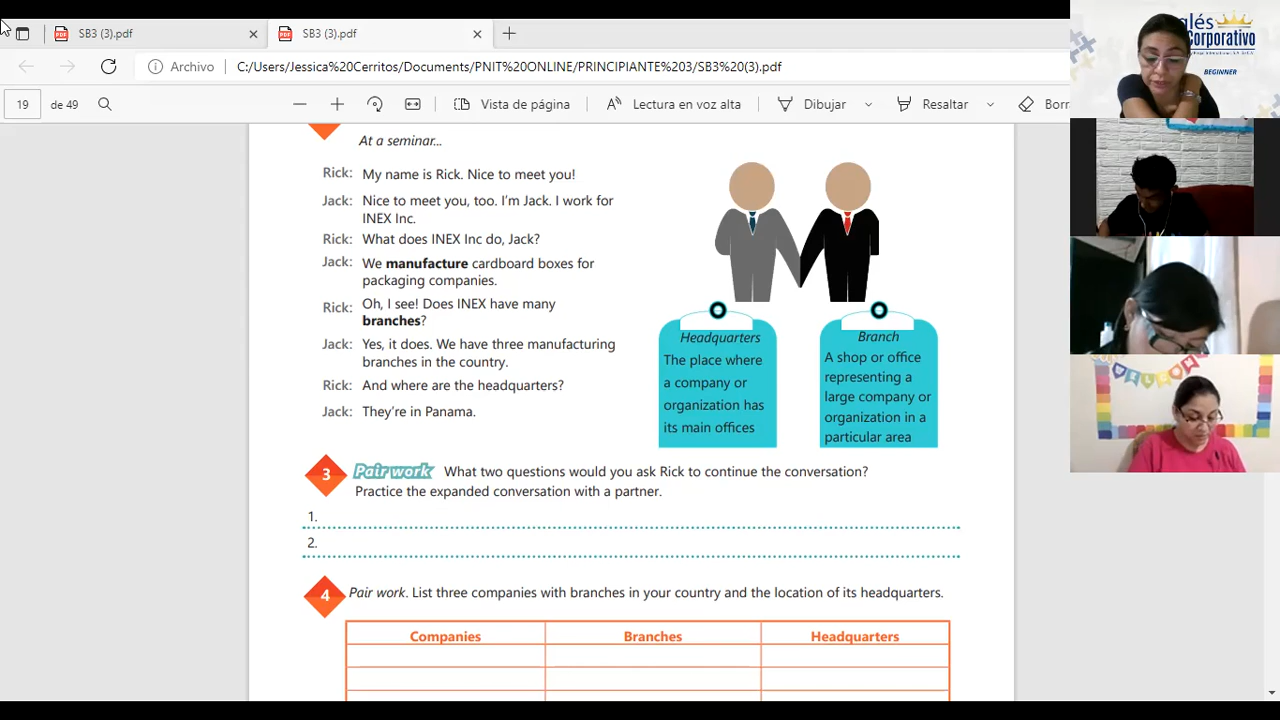 SB3 (3).pdf
SB3 (3).pdf
Archivo
C:/Users/Jessica%20Cerritos/Documents/PNIT%20ONLINE/PRINCIPIANTE%203/SB3%20(3).pdf
19 de 49
Vista de página
Lectura en voz alta
Dibujar
Resaltar
Borr
At a seminar...
Rick: My name is Rick. Nice to meet you!
Jack: Nice to meet you, too. I'm Jack. I work for
INEX Inc.
Rick: What does INEX Inc do, Jack?
Jack: We manufacture cardboard boxes for
packaging companies.
Rick: Oh, I see! Does INEX have many
branches?
Jack: Yes, it does. We have three manufacturing
branches in the country.
Rick: And where are the headquarters?
Jack: They're in Panama.
Headquarters
The place where
a company or
organization has
its main offices
Branch
A shop or office
representing a
large company or
organization in a
particular area
3 Pair work What two questions would you ask Rick to continue the conversation?
Practice the expanded conversation with a partner.
1.
2.
4 Pair work. List three companies with branches in your country and the location of its headquarters.
Companies Branches Headquarters
glés
Corporativo
BEGINNER